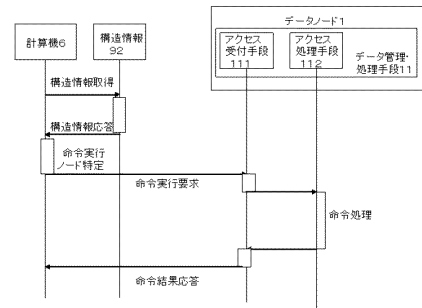 データノード1
計算機6
構造情報
92
アクセス
受付手段
111
アクセス
処理手段
112
データ管理・
処理手段11
構造情報取得
構造情報応答
命令実行
ノード特定
命令実行要求
命令処理
命令結果応答